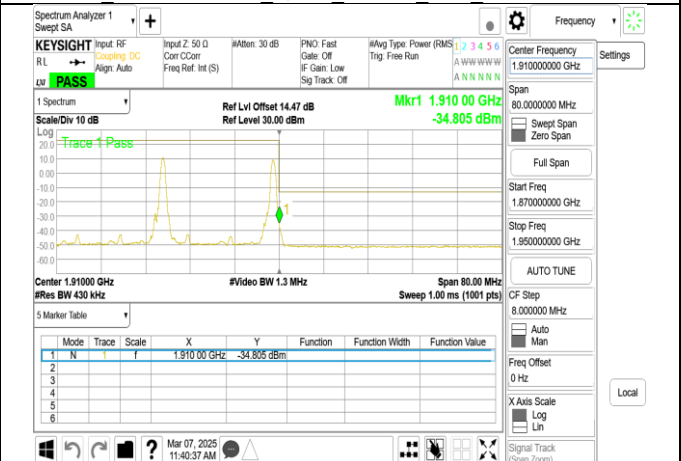 Spectrum Analyzer 1
Swept SA
Frequency
KEYSIGHT
Input: RF
Coupling: DC
Align: Auto
Input Z: 50 Ω
Corr CCorr
Freq Ref: Int (S)
#Atten: 30 dB
PNO: Fast
Gate: Off
IF Gain: Low
Sig Track: Off
#Avg Type: Power (RMS
Trig: Free Run
1 2 3 4 5 6
A W W W W W
A N N N N N
RL
PASS
Center Frequency
1.910000000 GHz
Settings
1 Spectrum
Scale/Div 10 dB
Ref Lvl Offset 14.47 dB
Ref Level 30.00 dBm
Mkr1 1.910 00 GHz
-34.805 dBm
Span
80.0000000 MHz
Swept Span
Zero Span
Full Span
Log
Trace 1 Pass
20.0
10.0
0.00
-10.0
-20.0
-30.0
-40.0
-50.0
-60.0
1
Start Freq
1.870000000 GHz
Stop Freq
1.950000000 GHz
AUTO TUNE
Center 1.91000 GHz
#Res BW 430 kHz
#Video BW 1.3 MHz
Span 80.00 MHz
Sweep 1.00 ms (1001 pts)
CF Step
8.000000 MHz
Auto
Man
5 Marker Table
Mode Trace Scale X Y Function Function Width Function Value
1 N 1 f 1.910 00 GHz -34.805 dBm
2
3
4
5
6
Freq Offset
0 Hz
X Axis Scale
Log
Lin
Local
Signal Track
(Span Zoom)
Mar 07, 2025
11:40:37 AM